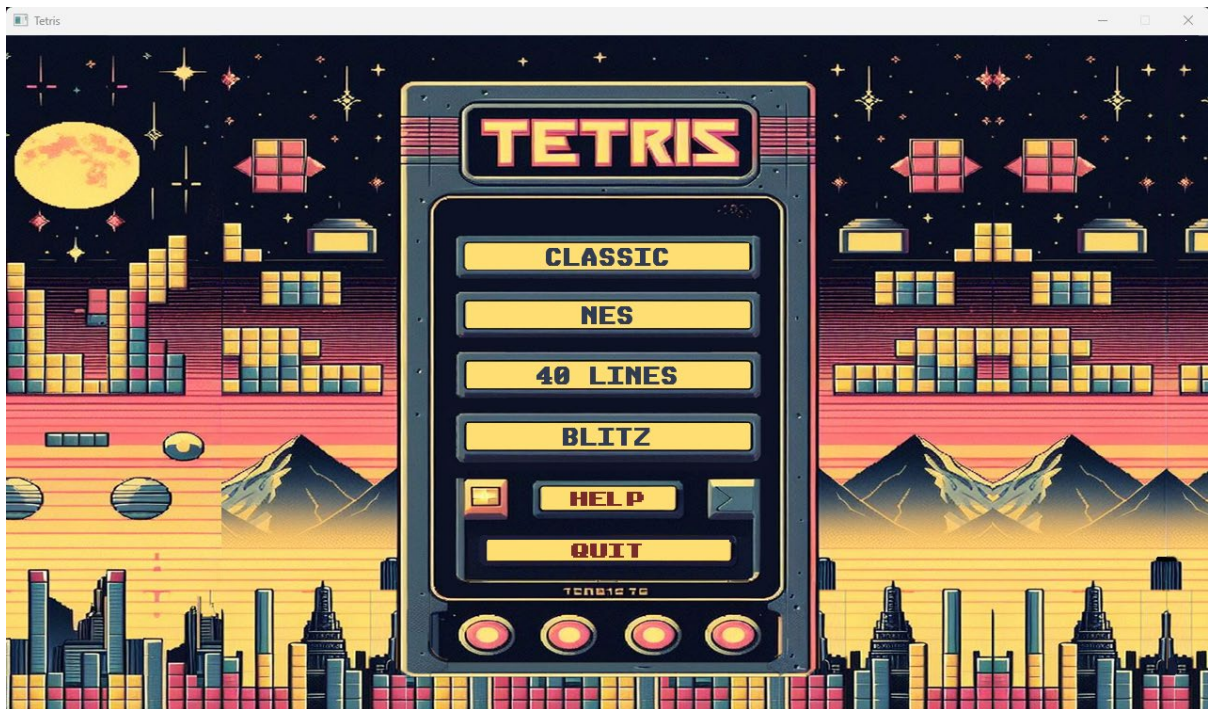 Tetris
TETRIS
CLASSIC
NES
40 LINES
BLITZ
HELP
QUIT